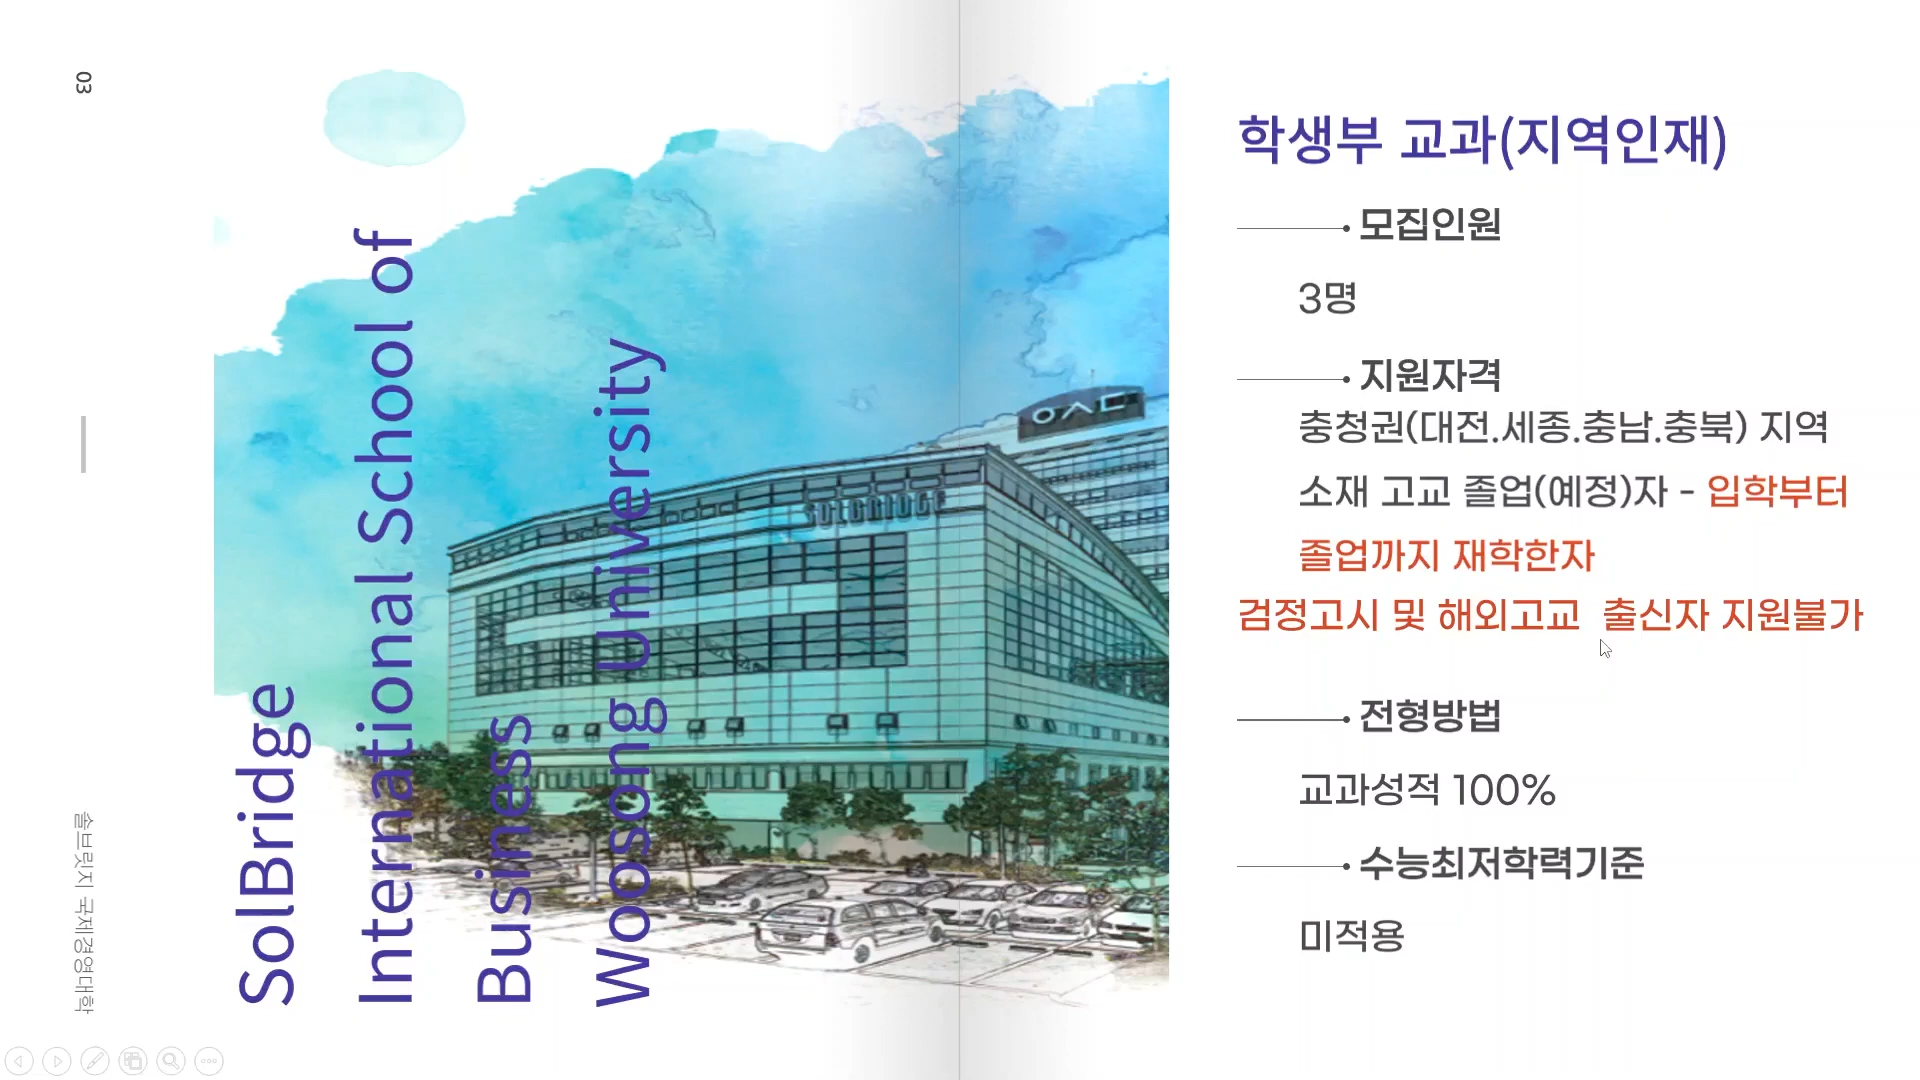 03
솔브릿지 국제경영대학
SolBridge
International School of
Business
Woosong University
SOLBRIDGE
학생부 교과(지역인재)
모집인원
3명
지원자격
충청권(대전.세종.충남.충북) 지역
소재 고교 졸업(예정)자 - 입학부터
졸업까지 재학한자
검정고시 및 해외고교 출신자 지원불가
전형방법
교과성적 100%
수능최저학력기준
미적용